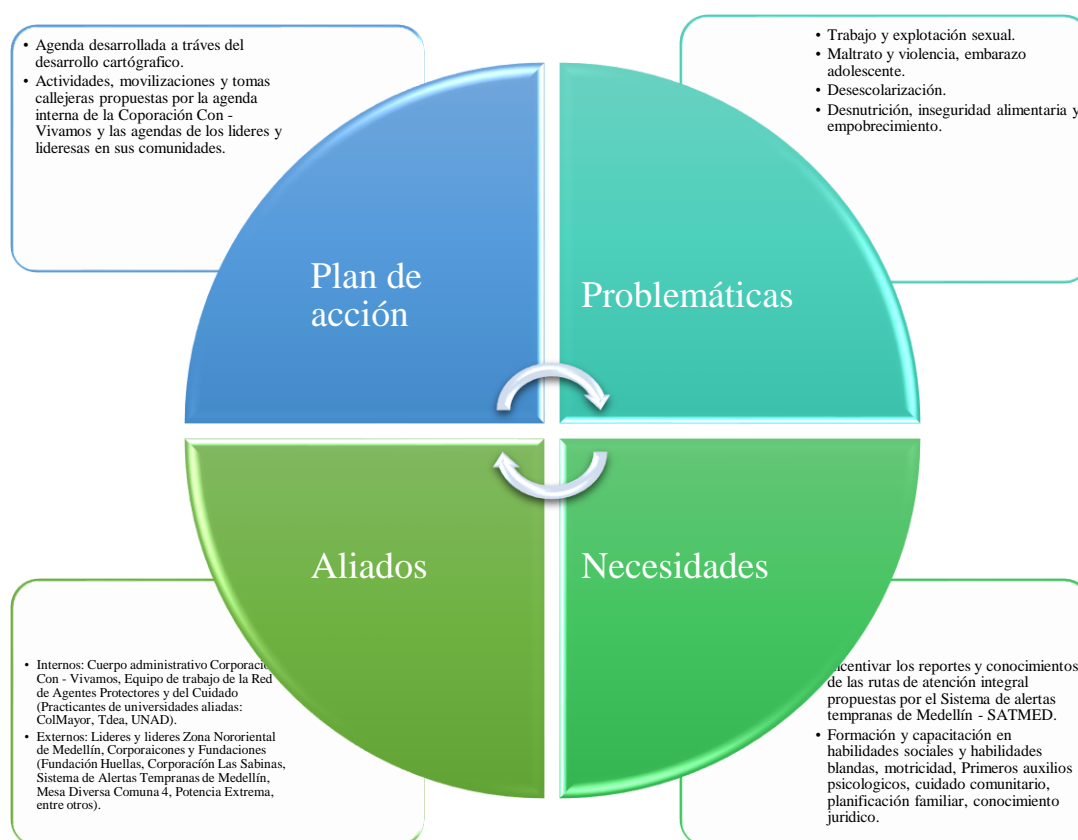 • Agenda desarrollada a tráves del
desarrollo cartógrafico.
• Actividades, movilizaciones y tomas
callejeras propuestas por la agenda
interna de la Coporación Con -
Vivamos y las agendas de los lideres y
lideresas en sus comunidades.
• Trabajo y explotación sexual.
• Maltrato y violencia, embarazo
adolescente.
• Desescolarización.
• Desnutrición, inseguridad alimentaria y
empobrecimiento.
Plan de
acción
Problemáticas
Aliados
Necesidades
• Internos: Cuerpo administrativo
Con - Vivamos, Equipo de trabajo de la Red
de Agentes Protectores y del Cuidado
(Practicantes de universidades aliadas:
ColMayor, Tdea, UNAD).
• Externos: Lideres y lideres Zona Nororiental
de Medellín, Corporaicones y Fundaciones
(Fundación Huellas, Corporacíon Las Sabinas,
Sistema de Alertas Tempranas de Medellín,
Mesa Diversa Comuna 4, Potencia Extrema,
entre otros).
los reportes y conocimientos
de las rutas de atención integral
propuestas por el Sistema de alertas
tempranas de Medellín - SATMED.
• Formación y capacitación en
habilidades sociales y habilidades
blandas, motricidad, Primeros auxilios
psicologicos, cuidado comunitario,
planificación familiar, conocimiento
juridico.